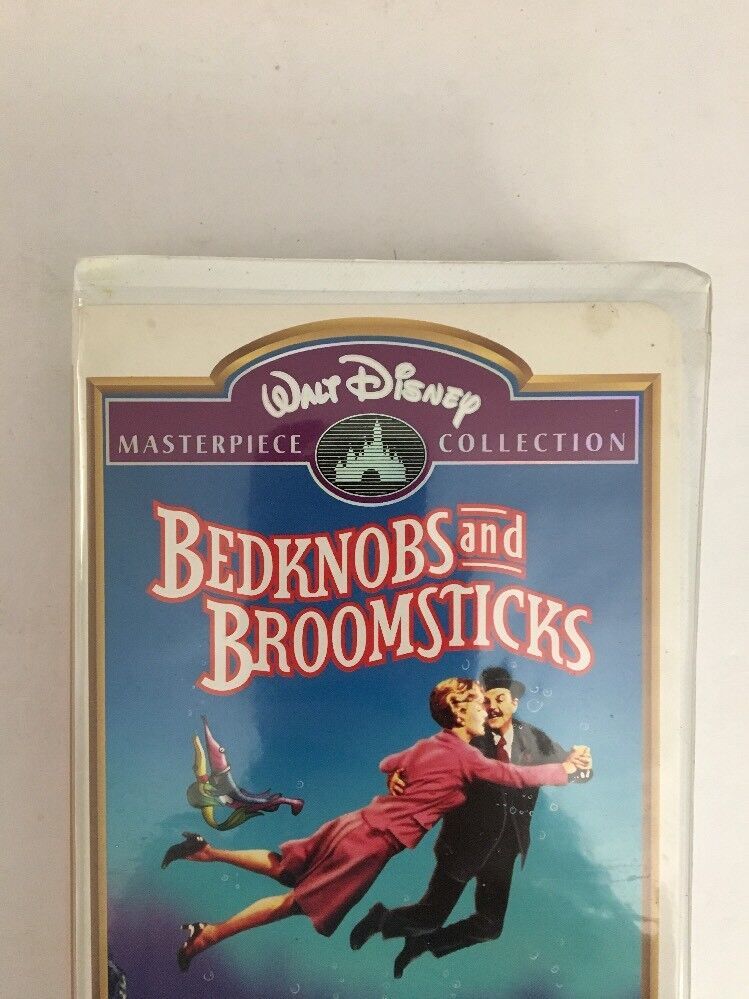 WALT DISNEY
MASTERPIECE COLLECTION
BEDKNOBS and
BROOMSTICKS